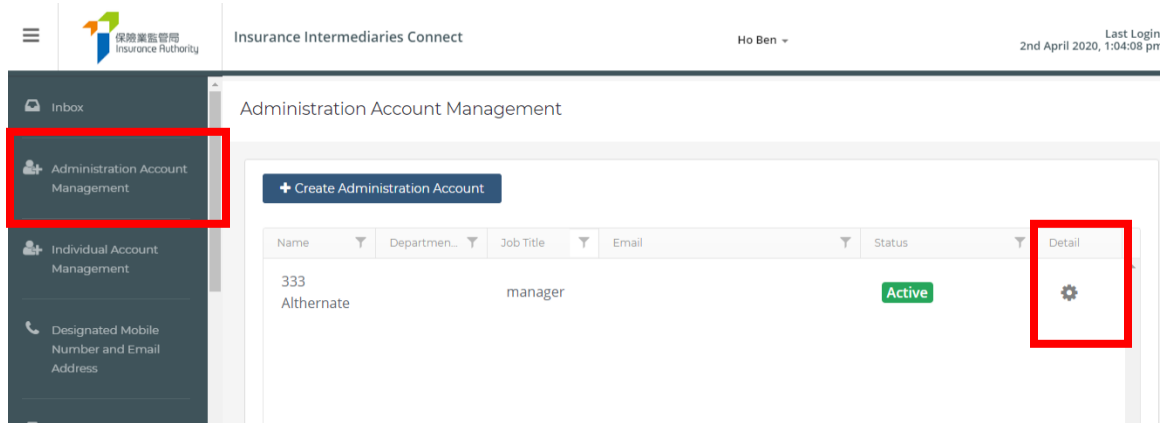 保險業監管局
Insurance Authority
Insurance Intermediaries Connect
Ho Ben
Last Login
2nd April 2020, 1:04:08 pm
Inbox
Administration Account
Management
Individual Account
Management
Designated Mobile
Number and Email
Address
Administration Account Management
+ Create Administration Account
Name
Departmen...
Job Title
Email
Status
Detail
333
Althernate
manager
Active